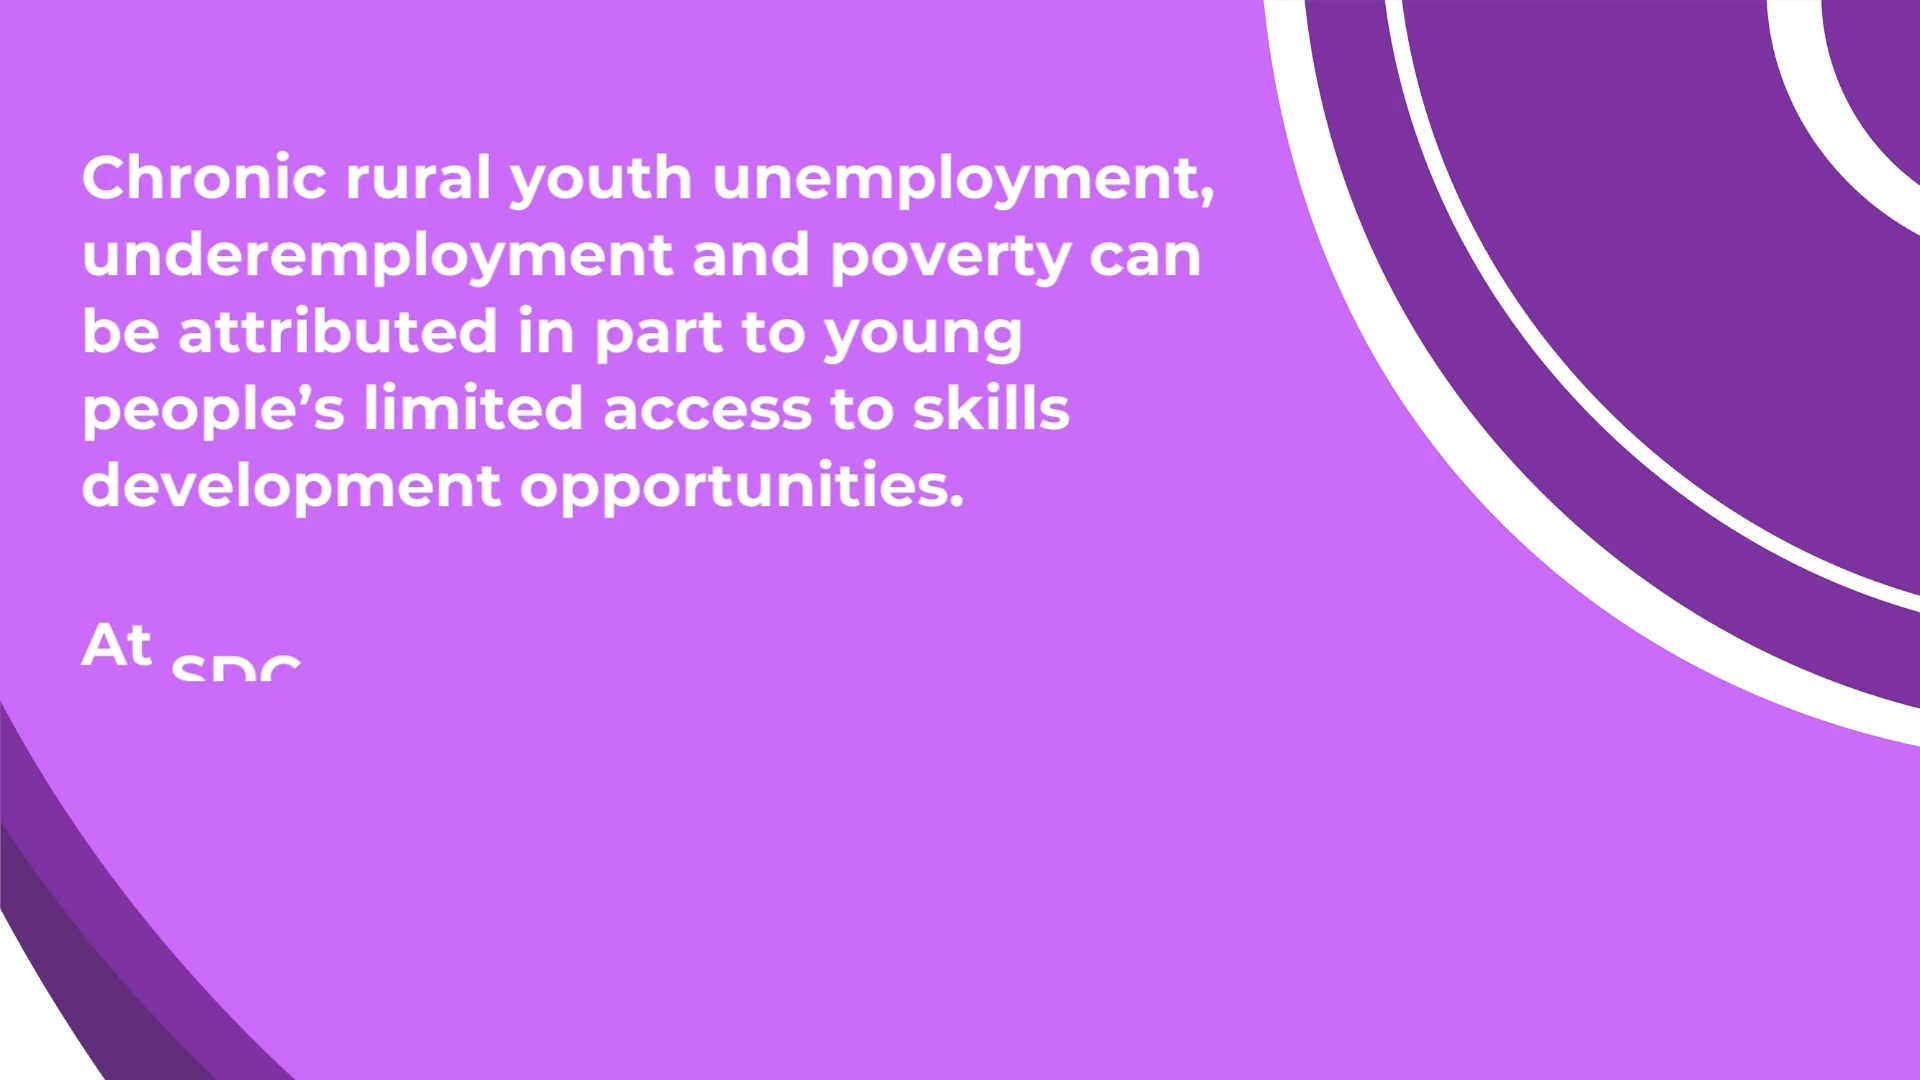 Chronic rural youth unemployment,
underemployment and poverty can
be attributed in part to young
people’s limited access to skills
development opportunities.
At